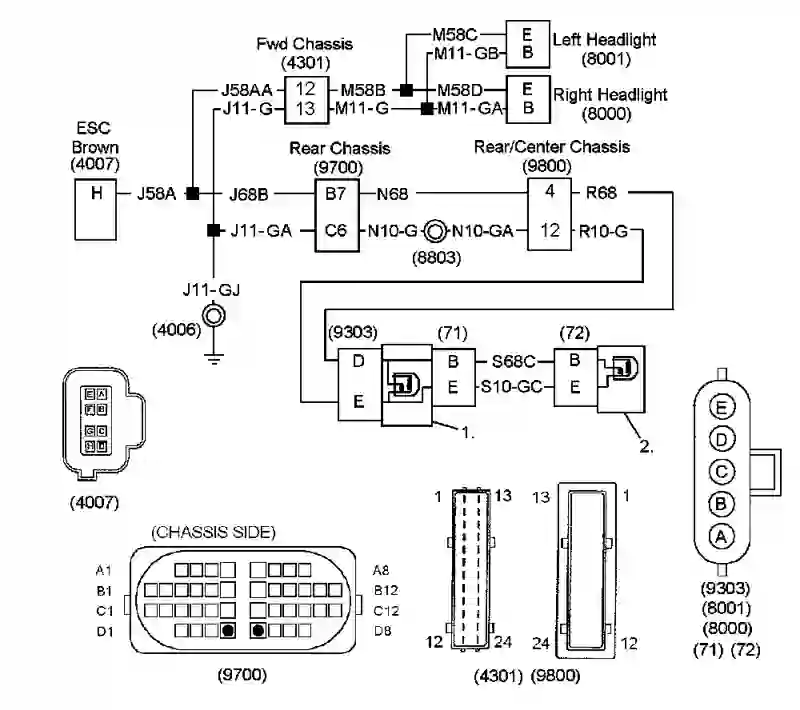 M58C
E
Left Headlight
M11-GB
B
(8001)
Fwd Chassis
(4301)
J58AA
12
M58B
M58D
E
Right Headlight
J11-G
13
M11-G
M11-GA
B
(8000)
ESC
Brown
(4007)
Rear Chassis
(9700)
Rear/Center Chassis
(9800)
H
J58A
J68B
B7
N68
4
R68
J11-GA
C6
N10-G
N10-GA
12
R10-G
(8803)
J11-GJ
(4006)
(9303)
(71)
(72)
D
B
S68C
B
E
E
S10-GC
E
1.
2.
E A
F B
G C
H D
(4007)
E
D
C
B
A
(9303)
(8001)
(8000)
(71) (72)
(CHASSIS SIDE)
A1
A8
B1
B12
C1
C12
D1
D8
(9700)
1
13
12
24
13
1
24
12
(4301) (9800)